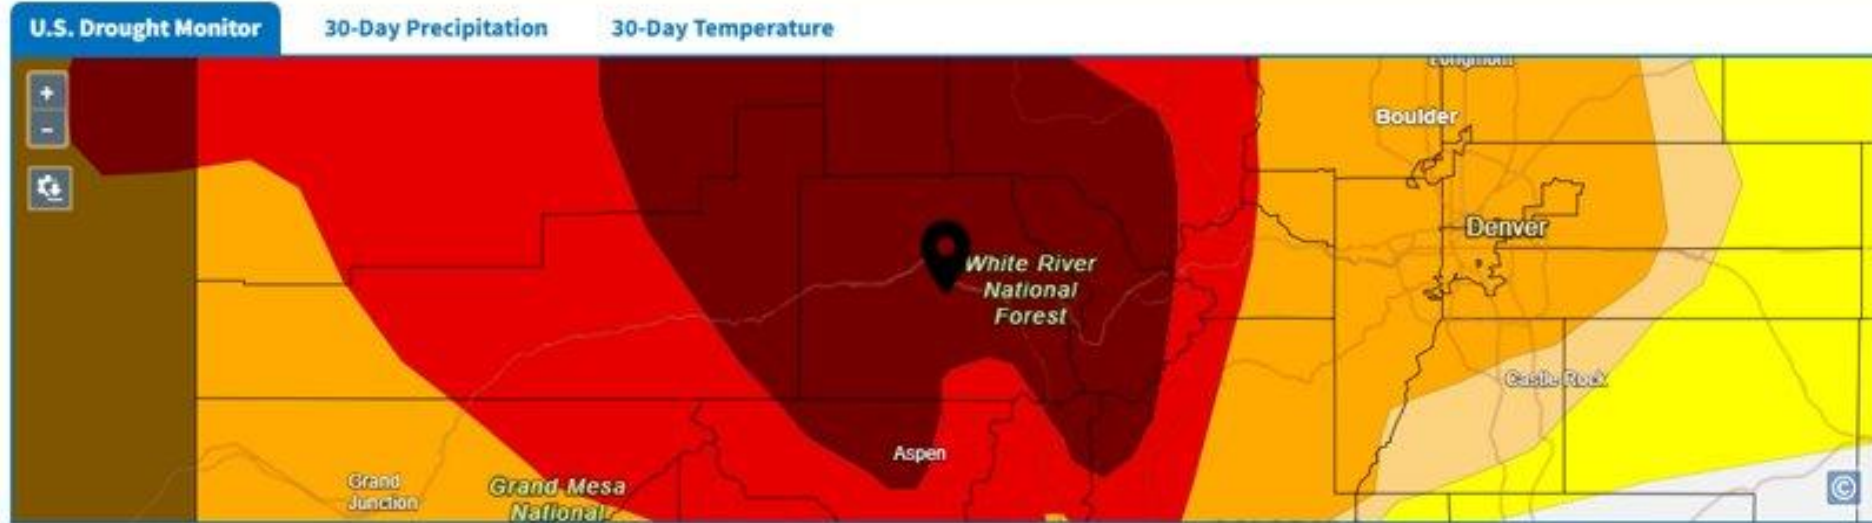 U.S. Drought Monitor
30-Day Precipitation
30-Day Temperature
+
−
Longmont
Boulder
Denver
White River
National
Forest
Castle Rock
Aspen
Grand
Junction
Grand Mesa
National
©